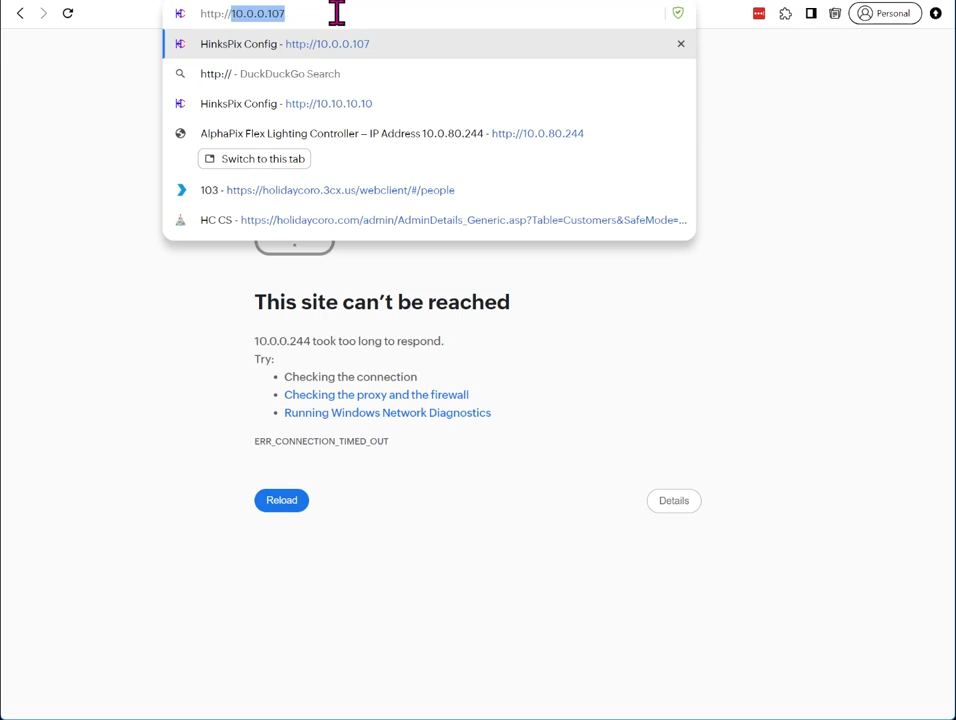 http://10.0.0.107
Personal
HinksPix Config - http://10.0.0.107
http:// - DuckDuckGo Search
HinksPix Config - http://10.10.10.10
AlphaPix Flex Lighting Controller – IP Address 10.0.80.244 - http://10.0.80.244
Switch to this tab
103 - https://holidaycoro.3cx.us/webclient/#/people
HC CS - https://holidaycoro.com/admin/AdminDetails_Generic.asp?Table=Customers&SafeMode=...
This site can't be reached
10.0.0.244 took too long to respond.
Try:
• Checking the connection
• Checking the proxy and the firewall
• Running Windows Network Diagnostics
ERR_CONNECTION_TIMED_OUT
Reload
Details